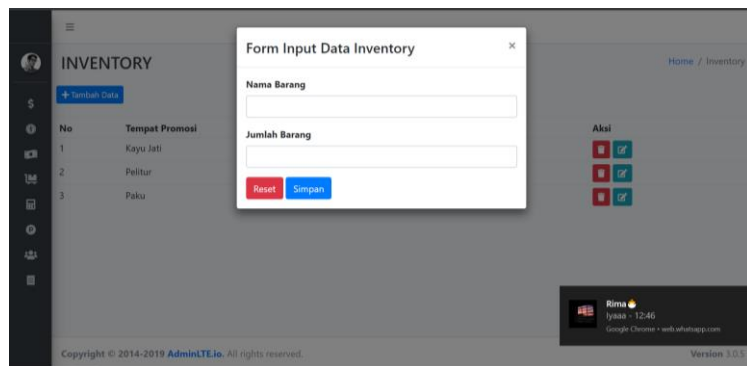 Form Input Data Inventory ×
INVENTORY
Home / Inventory
Nama Barang
+ Tambah Data
No Tempat Promosi Aksi
Jumlah Barang
1 Kayu Jati
2 Pelitur
3 Paku
Reset Simpan
Rima
Iyaaa - 12:46
Google Chrome • web.whatsapp.com
Copyright © 2014-2019 AdminLTE.io. All rights reserved.
Version 3.0.5